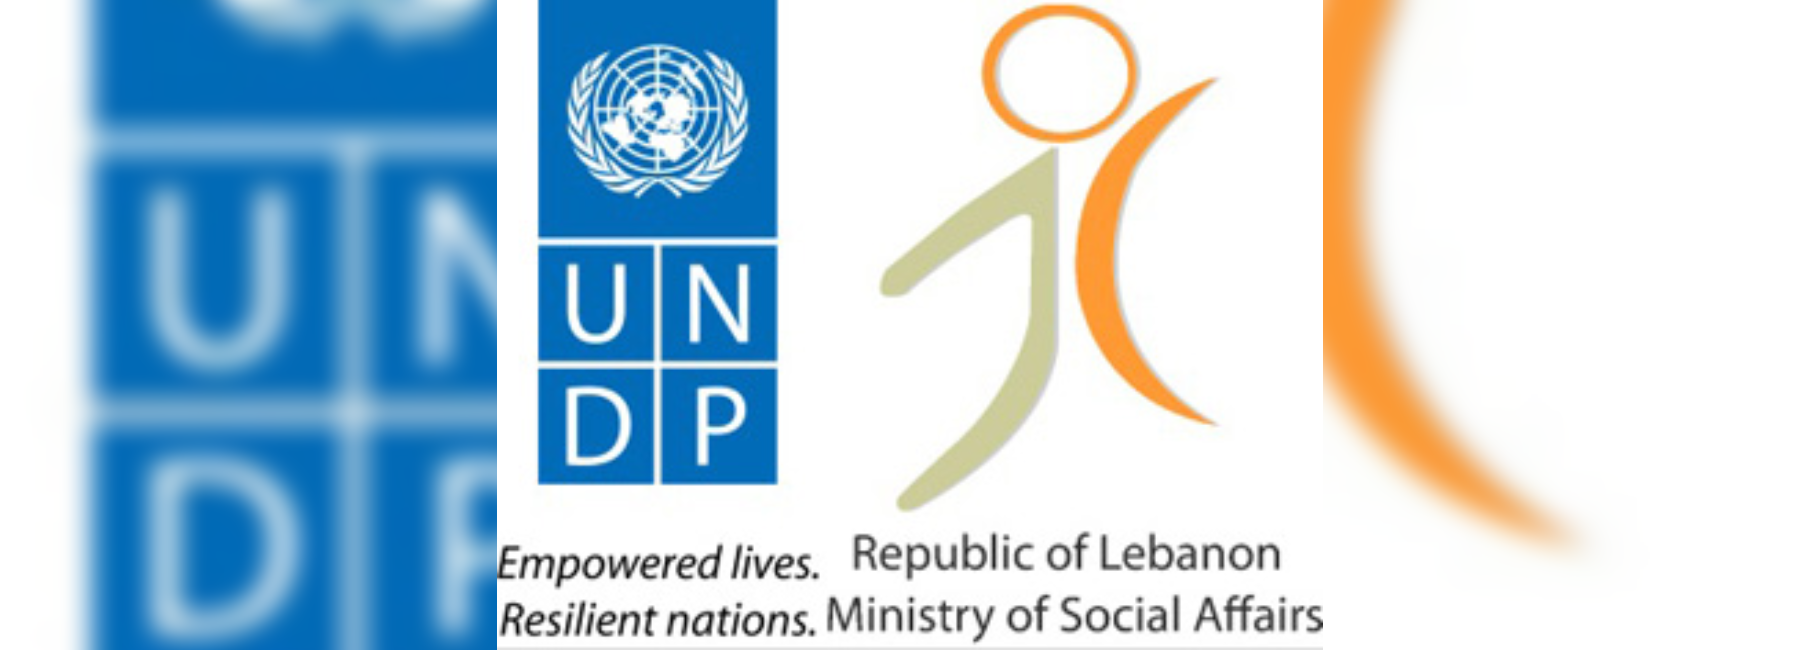 U N
D P
Empowered lives.
Resilient nations.
Republic of Lebanon
Ministry of Social Affairs